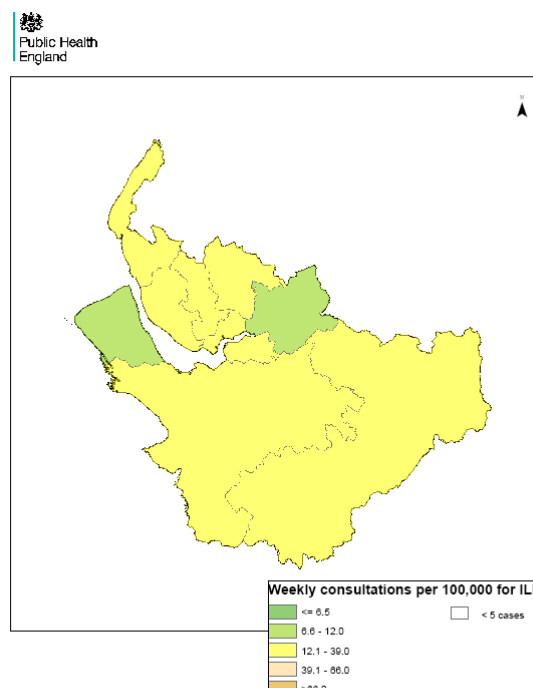 Public Health
England
N
Weekly consultations per 100,000 for IL
<= 6.5
< 5 cases
6.6 - 12.0
12.1 - 39.0
39.1 - 66.0